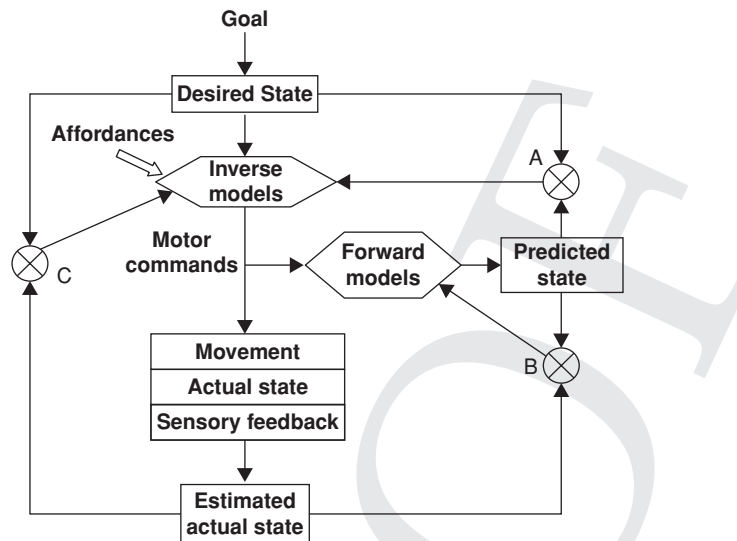 Goal
Desired State
Affordances
Inverse
models
A
C
Motor
commands
Forward
models
Predicted
state
B
Movement
Actual state
Sensory feedback
Estimated
actual state